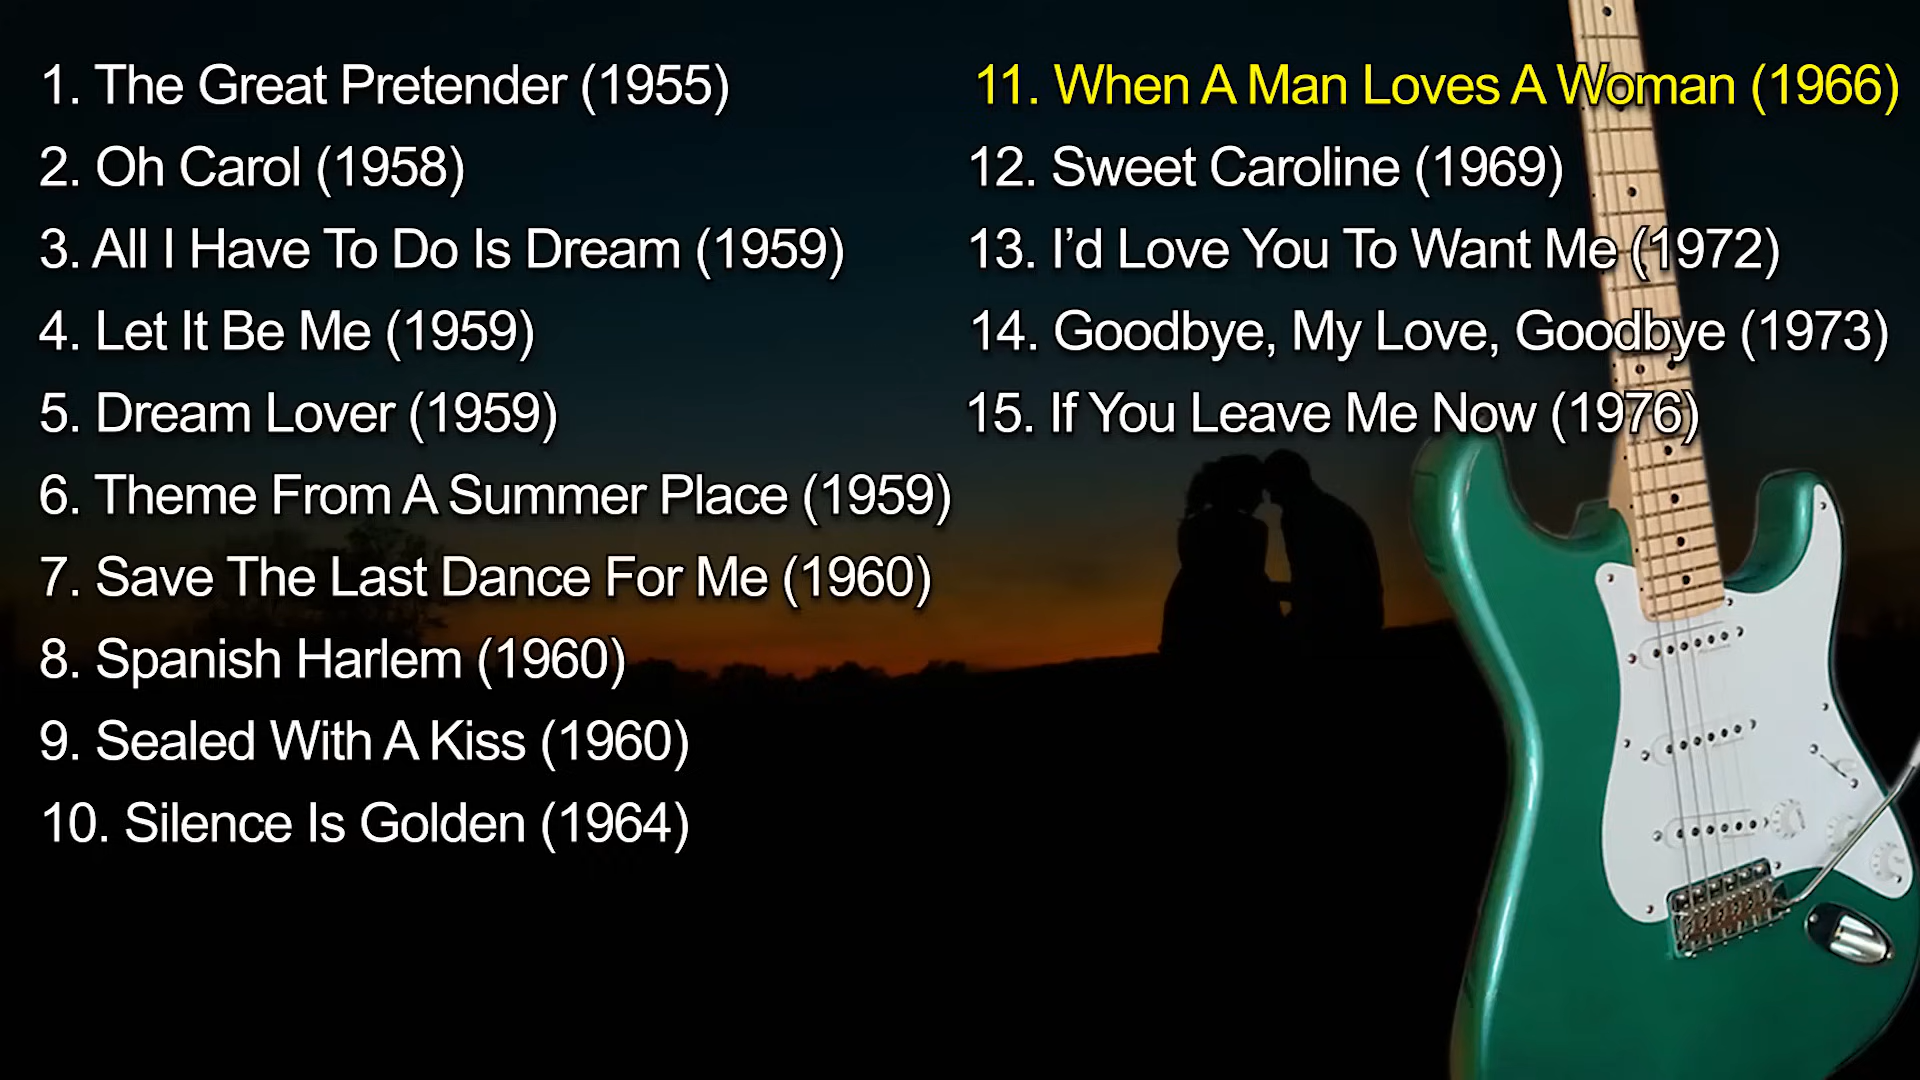 1. The Great Pretender (1955)
2. Oh Carol (1958)
3. All I Have To Do Is Dream (1959)
4. Let It Be Me (1959)
5. Dream Lover (1959)
6. Theme From A Summer Place (1959)
7. Save The Last Dance For Me (1960)
8. Spanish Harlem (1960)
9. Sealed With A Kiss (1960)
10. Silence Is Golden (1964)
11. When A Man Loves A Woman (1966)
12. Sweet Caroline (1969)
13. I’d Love You To Want Me (1972)
14. Goodbye, My Love, Goodbye (1973)
15. If You Leave Me Now (1976)